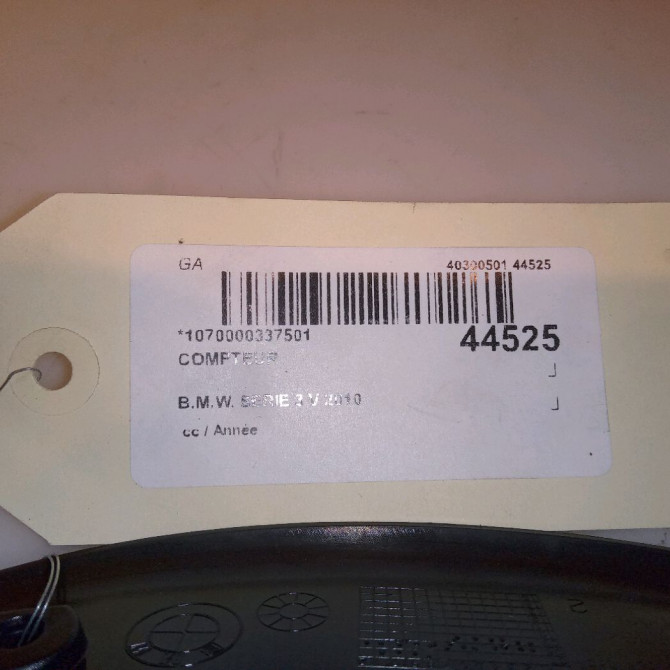 GA 40300501 44525
*1070000337501
44525
COMPTEUR
B.M.W. SERIE 3 V 2010
cc / Année